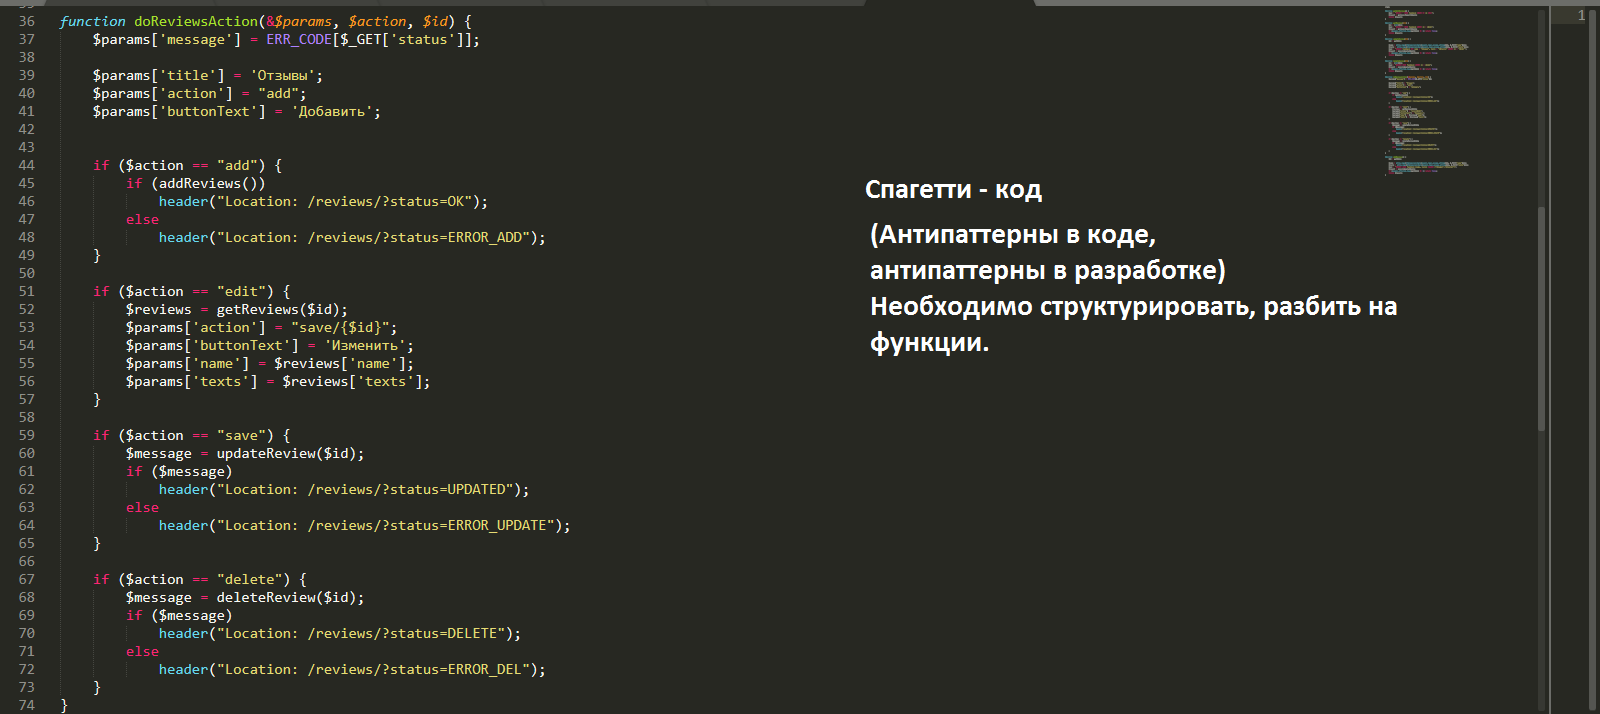 36 function doReviewsAction(&$params, $action, $id) {
37 $params['message'] = ERR_CODE[$_GET['status']];
38
39 $params['title'] = 'Отзывы';
40 $params['action'] = "add";
41 $params['buttonText'] = 'Добавить';
42
43
44 if ($action == "add") {
45 if (addReviews())
46 header("Location: /reviews/?status=OK");
47 else
48 header("Location: /reviews/?status=ERROR_ADD");
49 }
50
51 if ($action == "edit") {
52 $reviews = getReviews($id);
53 $params['action'] = "save/{$id}";
54 $params['buttonText'] = 'Изменить';
55 $params['name'] = $reviews['name'];
56 $params['texts'] = $reviews['texts'];
57 }
58
59 if ($action == "save") {
60 $message = updateReview($id);
61 if ($message)
62 header("Location: /reviews/?status=UPDATED");
63 else
64 header("Location: /reviews/?status=ERROR_UPDATE");
65 }
66
67 if ($action == "delete") {
68 $message = deleteReview($id);
69 if ($message)
70 header("Location: /reviews/?status=DELETE");
71 else
72 header("Location: /reviews/?status=ERROR_DEL");
73 }
74 }
Спагетти - код
(Антипаттерны в коде,
антипаттерны в разработке)
Необходимо структурировать, разбить на
функции.
1